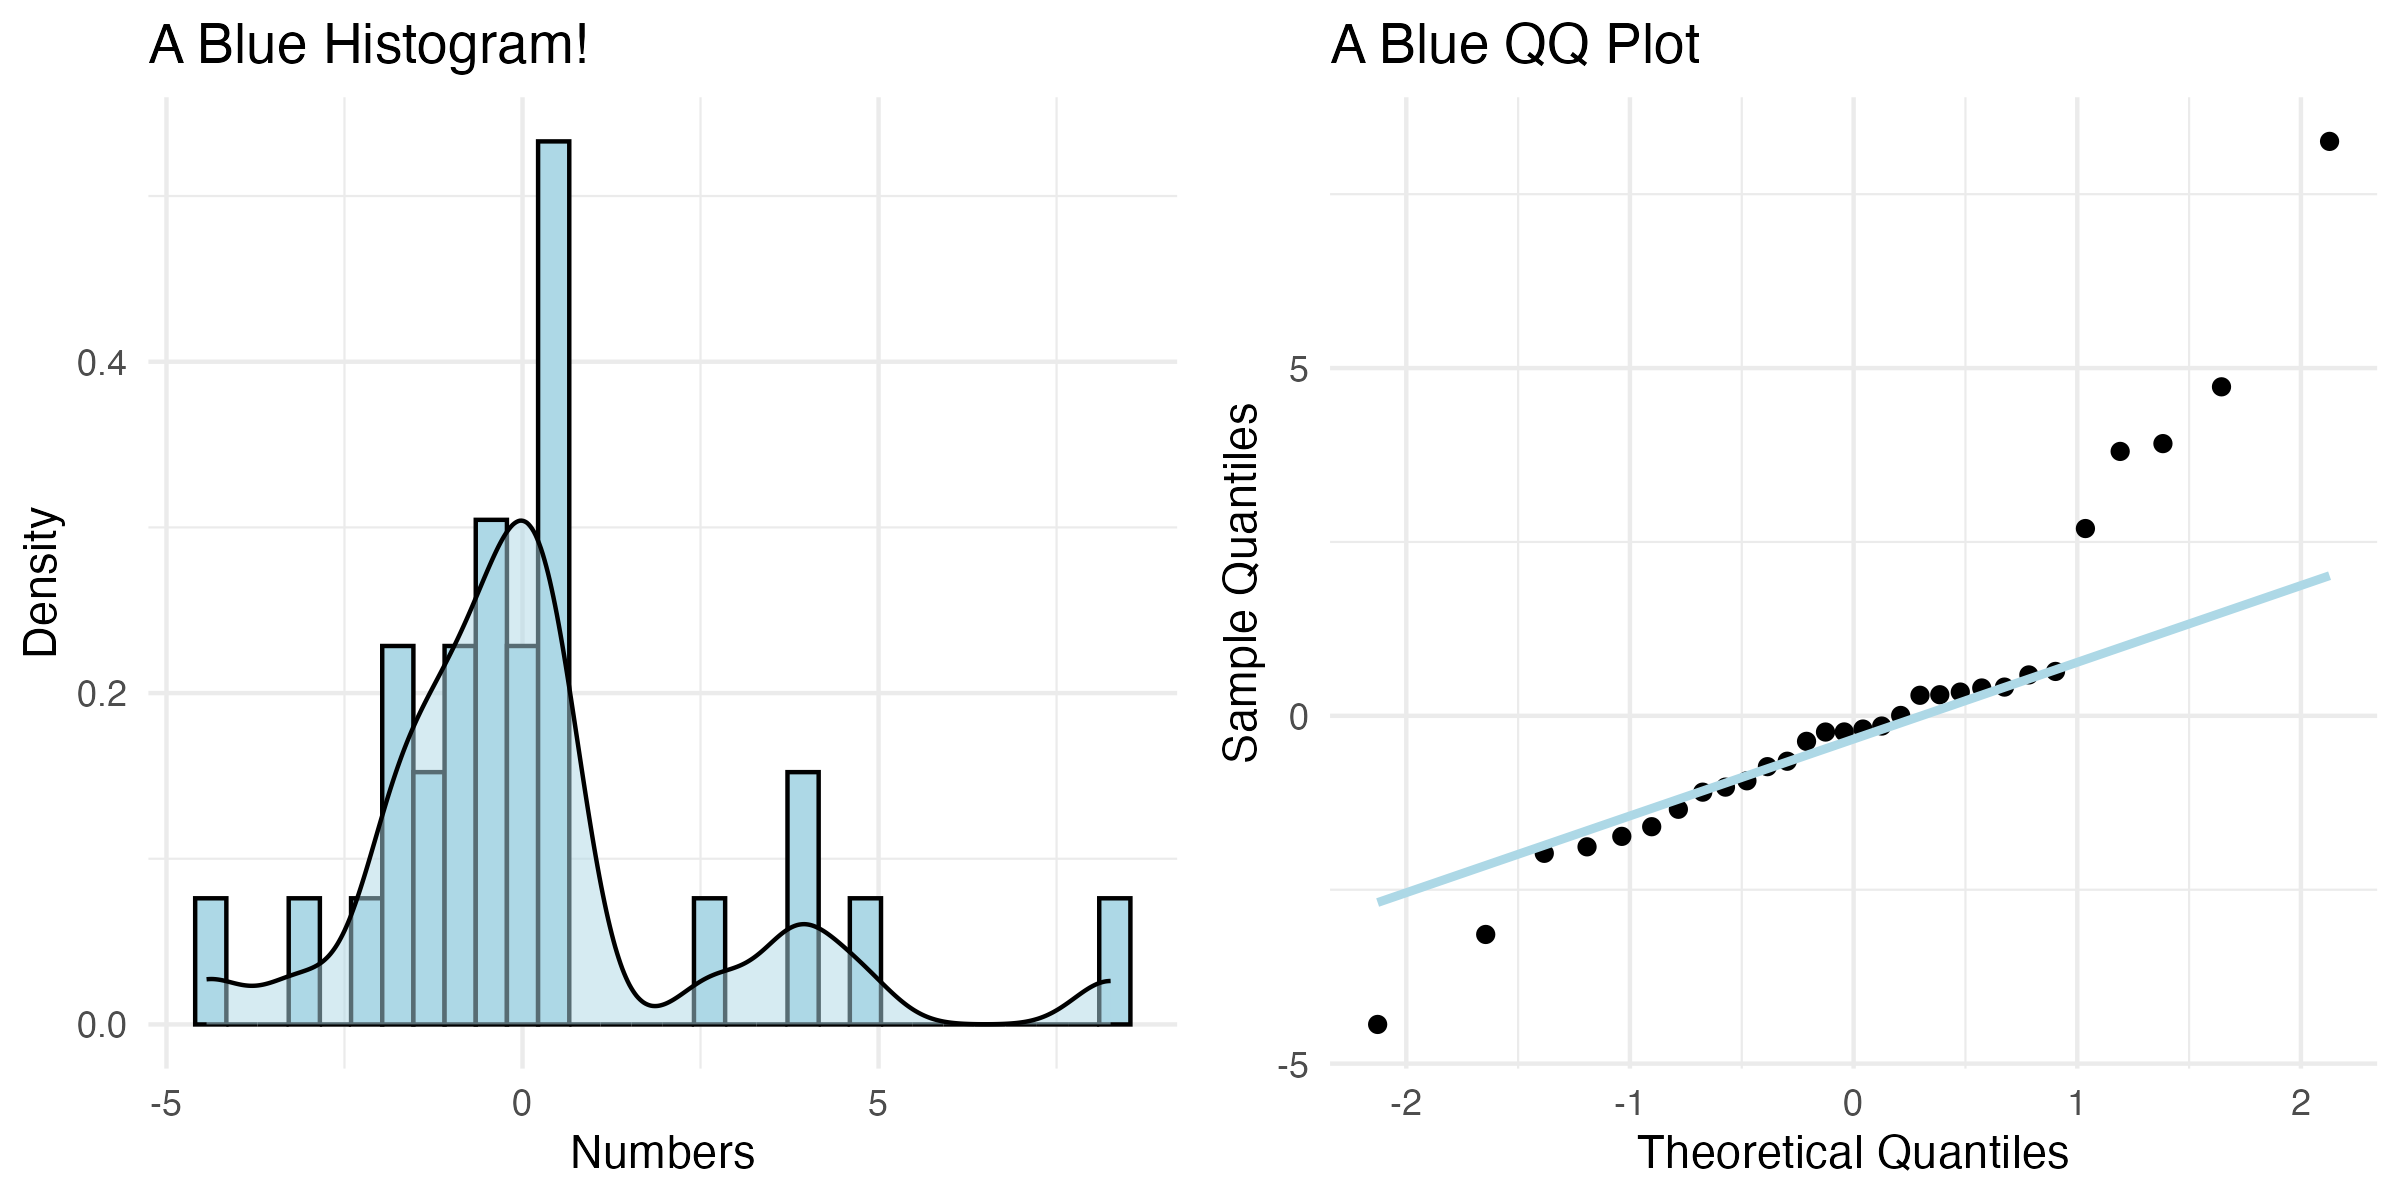 A Blue Histogram!
Density
0.4
0.2
0.0
-5 0 5
Numbers
A Blue QQ Plot
Sample Quantiles
5
0
-5
-2 -1 0 1 2
Theoretical Quantiles